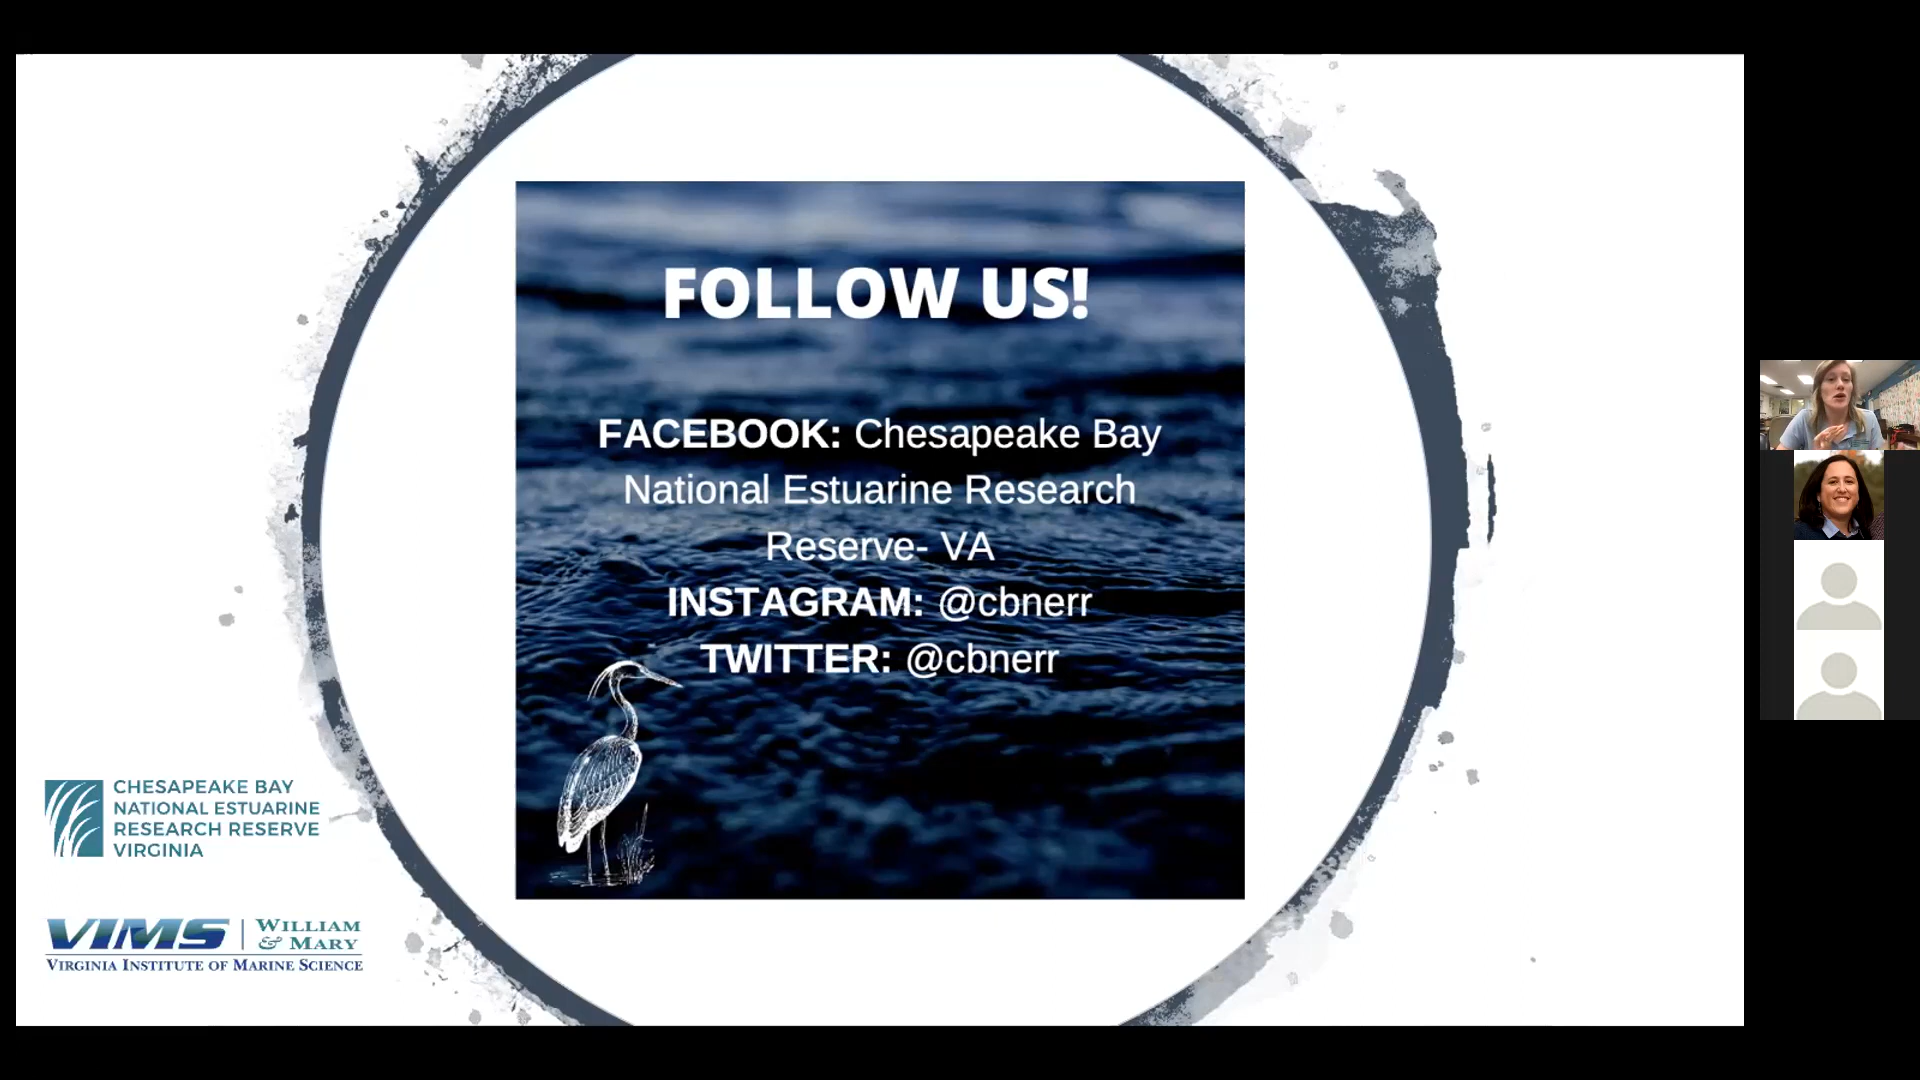 FOLLOW US!
FACEBOOK: Chesapeake Bay
National Estuarine Research
Reserve- VA
INSTAGRAM: @cbnerr
TWITTER: @cbnerr
CHESAPEAKE BAY
NATIONAL ESTUARINE
RESEARCH RESERVE
VIRGINIA
VIMS | WILLIAM
& MARY
VIRGINIA INSTITUTE OF MARINE SCIENCE